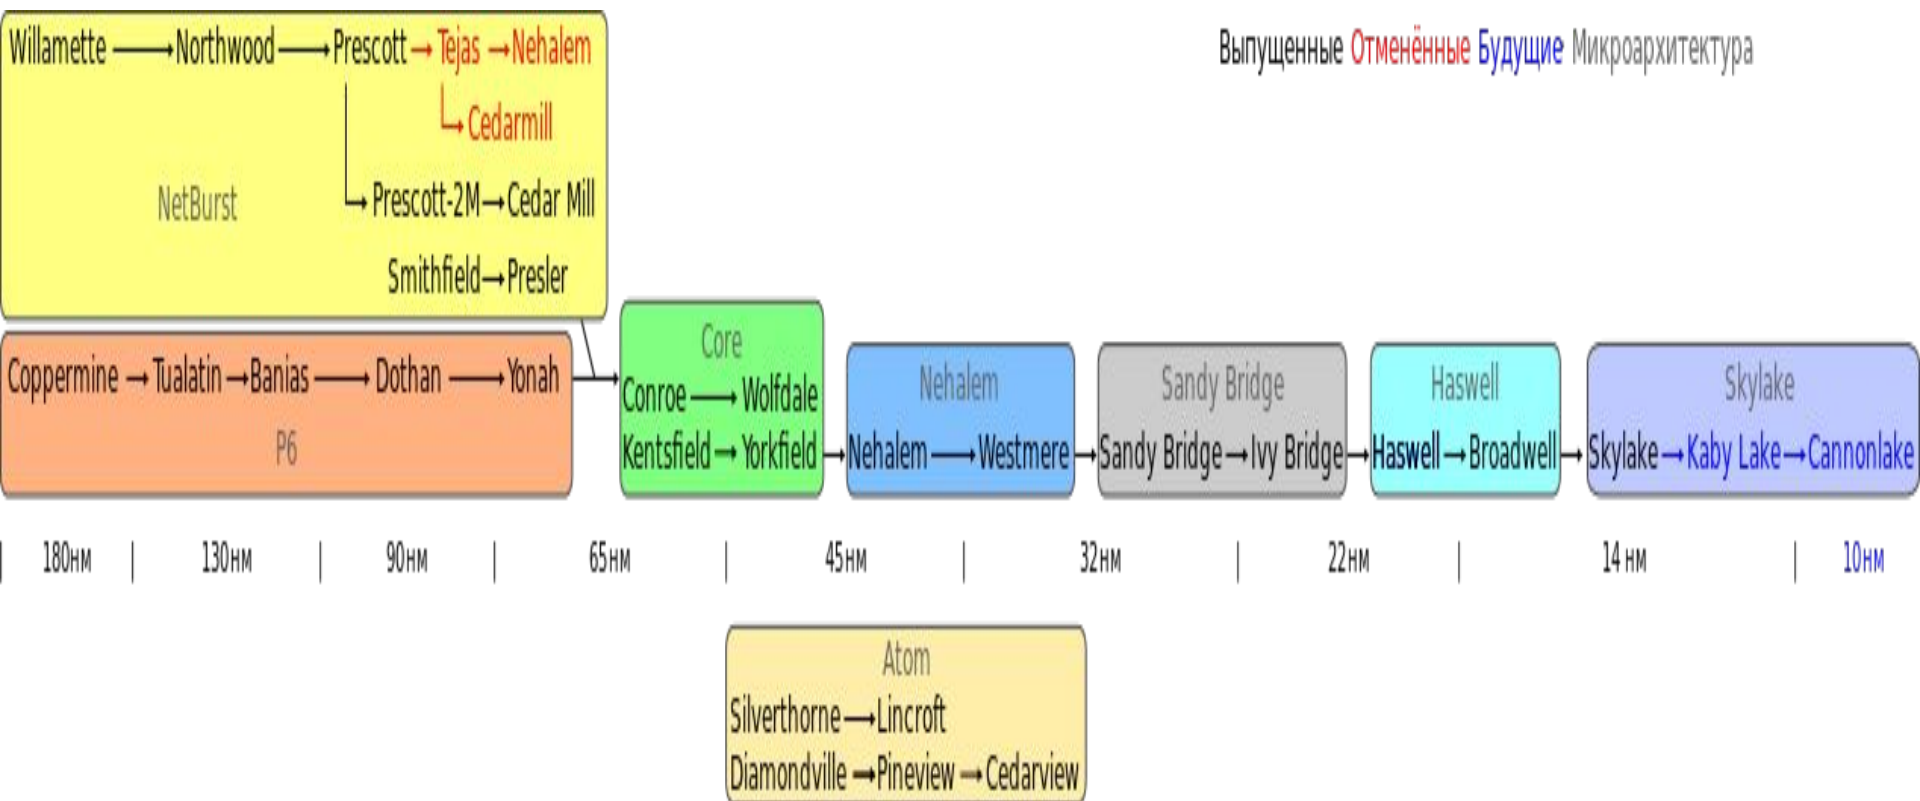 Willamette Northwood Prescott Tejas Nehalem
Выпущенные Отменённые Будущие Микроархитектура
Cedarmill
NetBurst
Prescott-2M Cedar Mill
Smithfield Presler
Coppermine Tualatin Banias Dothan Yonah
P6
Core
Conroe Wolfdale
Kentsfield Yorkfield
Nehalem
Nehalem Westmere
Sandy Bridge
Sandy Bridge Ivy Bridge
Haswell
Haswell Broadwell
Skylake
Skylake Kaby Lake Cannonlake
180нм 130нм 90нм 65нм 45нм 32нм 22нм 14 нм 10нм
Atom
Silverthorne Lincroft
Diamondville Pineview Cedarview